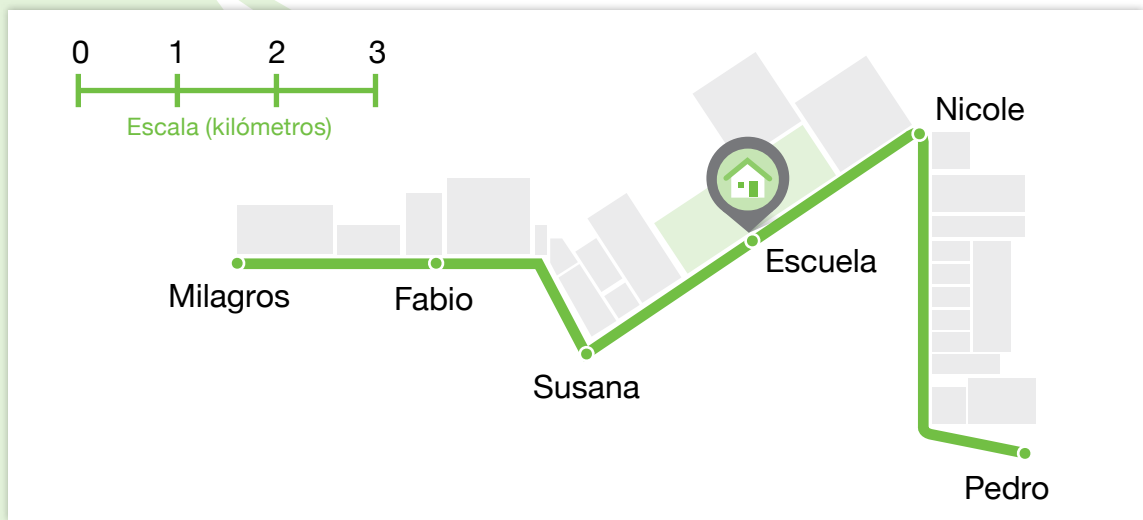 0 1 2 3
Escala (kilómetros)
Nicole
Escuela
Milagros
Fabio
Susana
Pedro